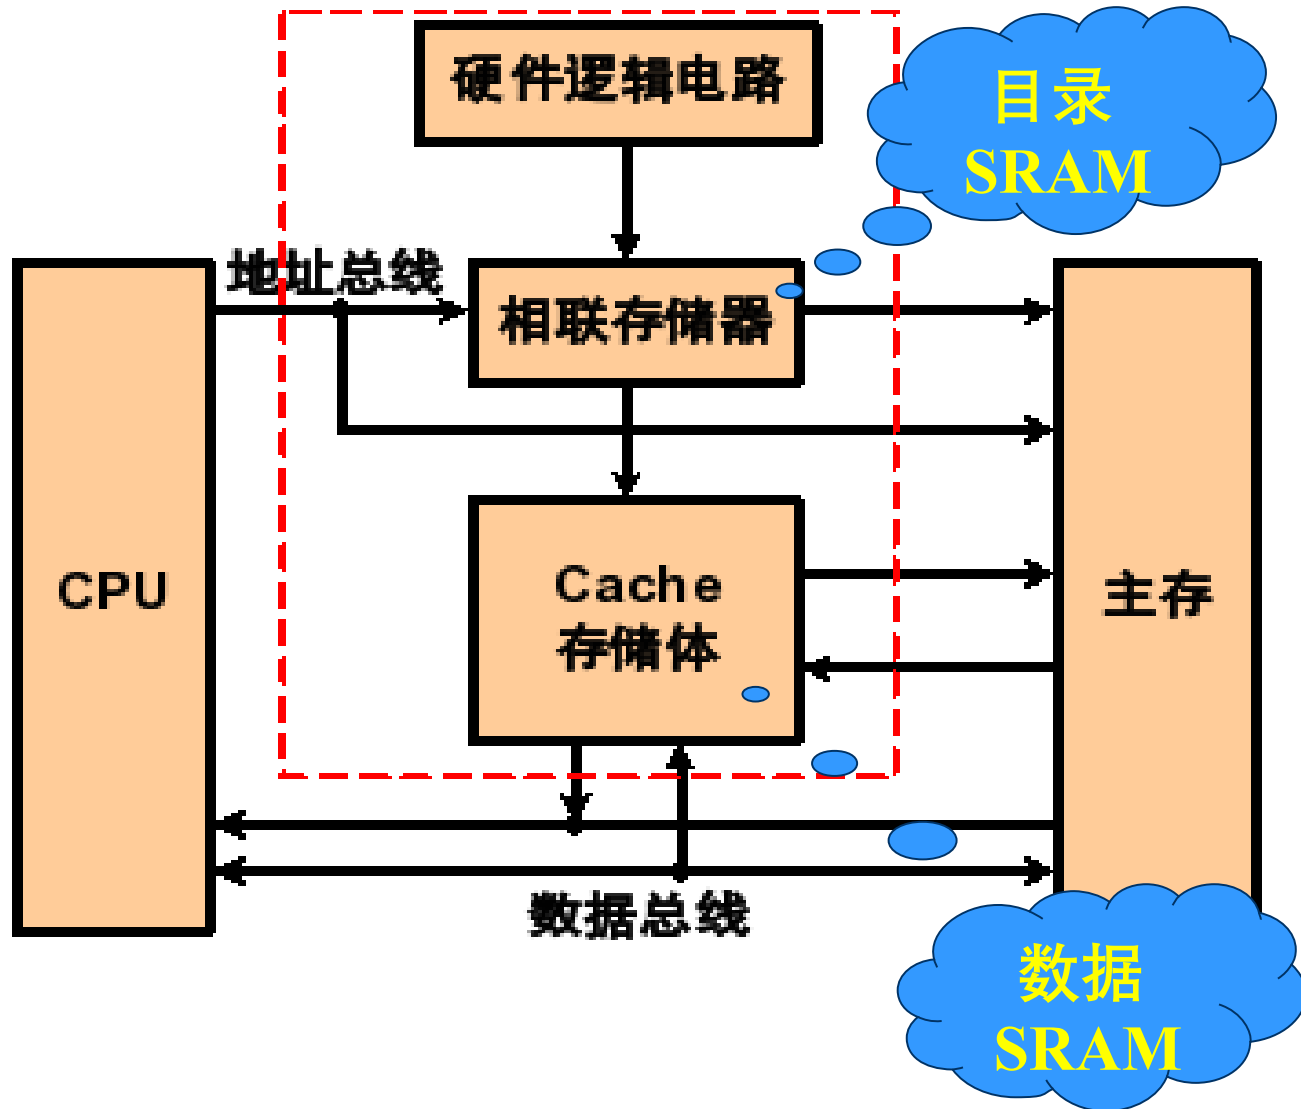 硬件逻辑电路
目录
SRAM
地址总线
相联存储器
CPU
Cache
存储体
主存
数据总线
数据
SRAM